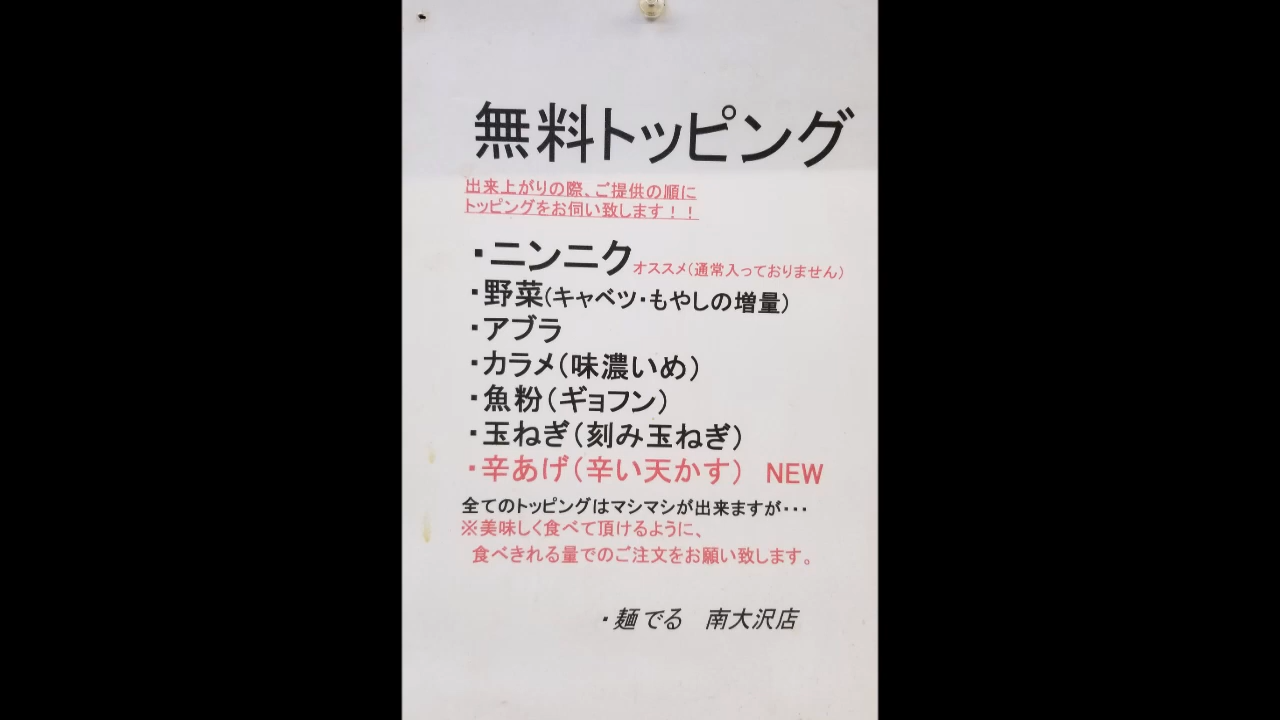 無料トッピング
出来上がりの際、ご提供の順に
トッピングをお伺い致します！！
・ニンニクオススメ(通常入っておりません)
・野菜(キャベツ・もやしの増量)
・アブラ
・カラメ(味濃いめ)
・魚粉(ギョフン)
・玉ねぎ(刻み玉ねぎ)
・辛あげ(辛い天かす) NEW
全てのトッピングはマシマシが出来ますが・・・
※美味しく食べて頂けるように、
食べきれる量でのご注文をお願い致します。
・麺でる 南大沢店